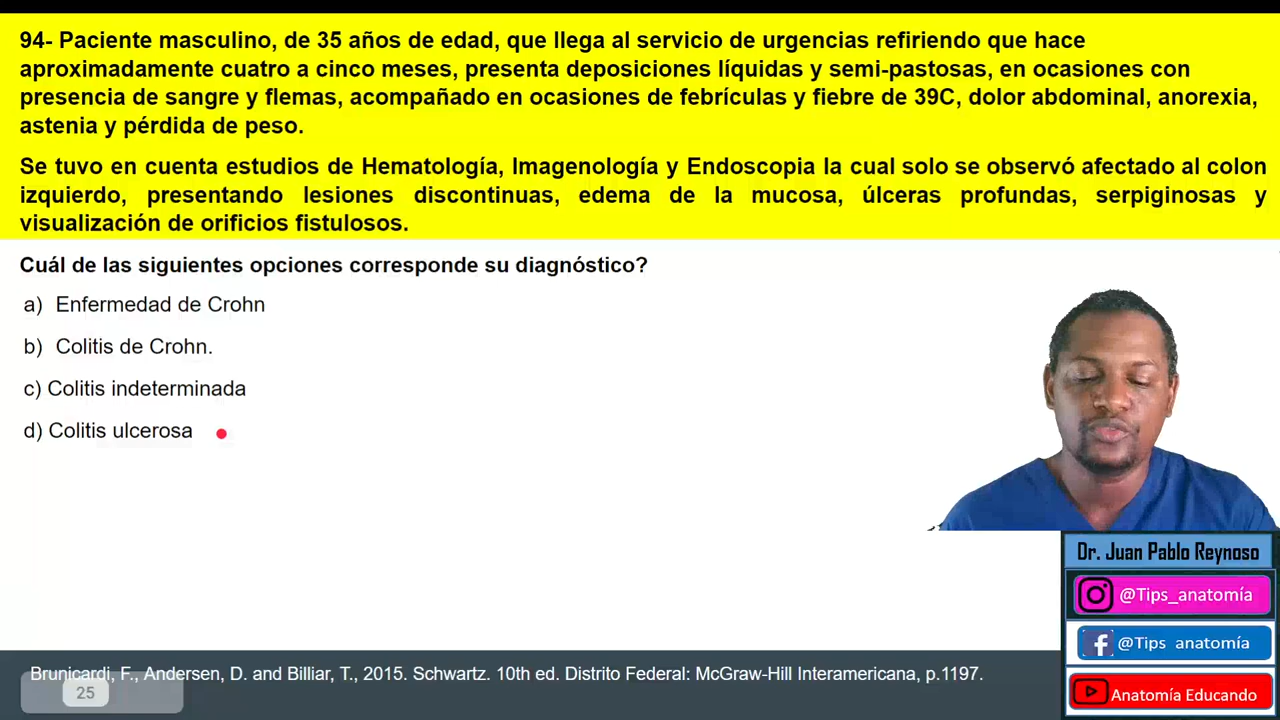 94- Paciente masculino, de 35 años de edad, que llega al servicio de urgencias refiriendo que hace
aproximadamente cuatro a cinco meses, presenta deposiciones líquidas y semi-pastosas, en ocasiones con
presencia de sangre y flemas, acompañado en ocasiones de febrículas y fiebre de 39C, dolor abdominal, anorexia,
astenia y pérdida de peso.
Se tuvo en cuenta estudios de Hematología, Imagenología y Endoscopia la cual solo se observó afectado al colon
izquierdo, presentando lesiones discontinuas, edema de la mucosa, úlceras profundas, serpiginosas y
visualización de orificios fistulosos.
Cuál de las siguientes opciones corresponde su diagnóstico?
a) Enfermedad de Crohn
b) Colitis de Crohn.
c) Colitis indeterminada
d) Colitis ulcerosa
Dr. Juan Pablo Reynoso
@Tips_anatomía
@Tips anatomía
Anatomía Educando
Brunicardi, F., Andersen, D. and Billiar, T., 2015. Schwartz. 10th ed. Distrito Federal: McGraw-Hill Interamericana, p.1197.
25